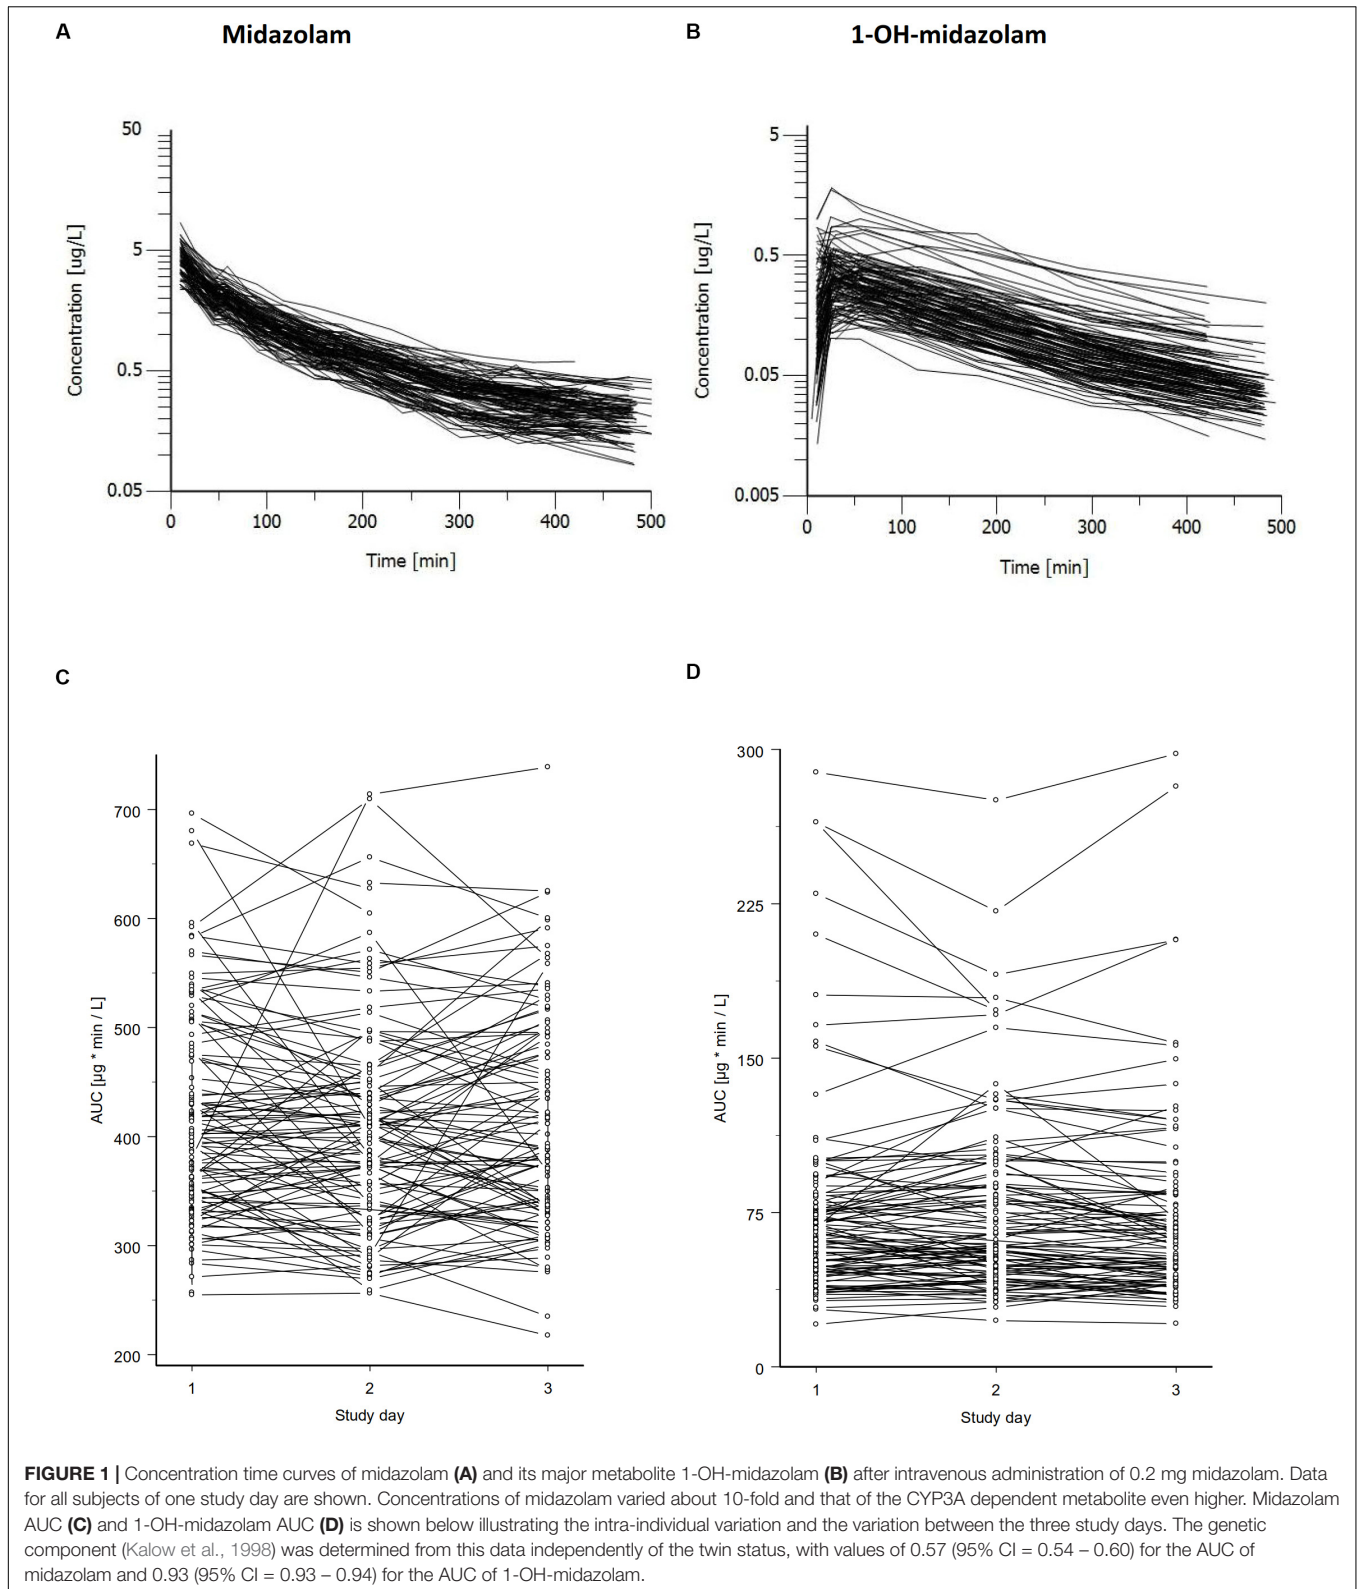 A
Midazolam
50
5
0.5
0.05
Concentration [ug/L]
0
100
200
300
400
500
Time [min]
B
1-OH-midazolam
5
0.5
0.05
0.005
Concentration [ug/L]
0
100
200
300
400
500
Time [min]
C
700
600
500
400
300
200
AUC [µg * min / L]
1
2
3
Study day
D
300
225
150
75
0
AUC [µg * min / L]
1
2
3
Study day
FIGURE 1 | Concentration time curves of midazolam (A) and its major metabolite 1-OH-midazolam (B) after intravenous administration of 0.2 mg midazolam. Data
for all subjects of one study day are shown. Concentrations of midazolam varied about 10-fold and that of the CYP3A dependent metabolite even higher. Midazolam
AUC (C) and 1-OH-midazolam AUC (D) is shown below illustrating the intra-individual variation and the variation between the three study days. The genetic
component (Kalow et al., 1998) was determined from this data independently of the twin status, with values of 0.57 (95% CI = 0.54 – 0.60) for the AUC of
midazolam and 0.93 (95% CI = 0.93 – 0.94) for the AUC of 1-OH-midazolam.